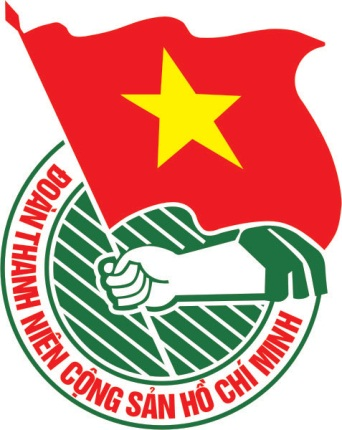 ĐOÀN THANH NIÊN CỘNG SẢN HỒ CHÍ MINH